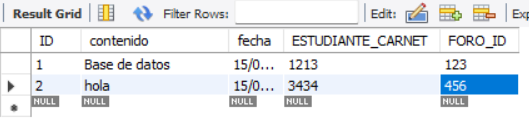 Result Grid Filter Rows: Edit: Exp
ID contenido fecha ESTUDIANTE_CARNET FORO_ID
1 Base de datos 15/0... 1213 123
2 hola 15/0... 3434 456
NULL NULL NULL NULL NULL